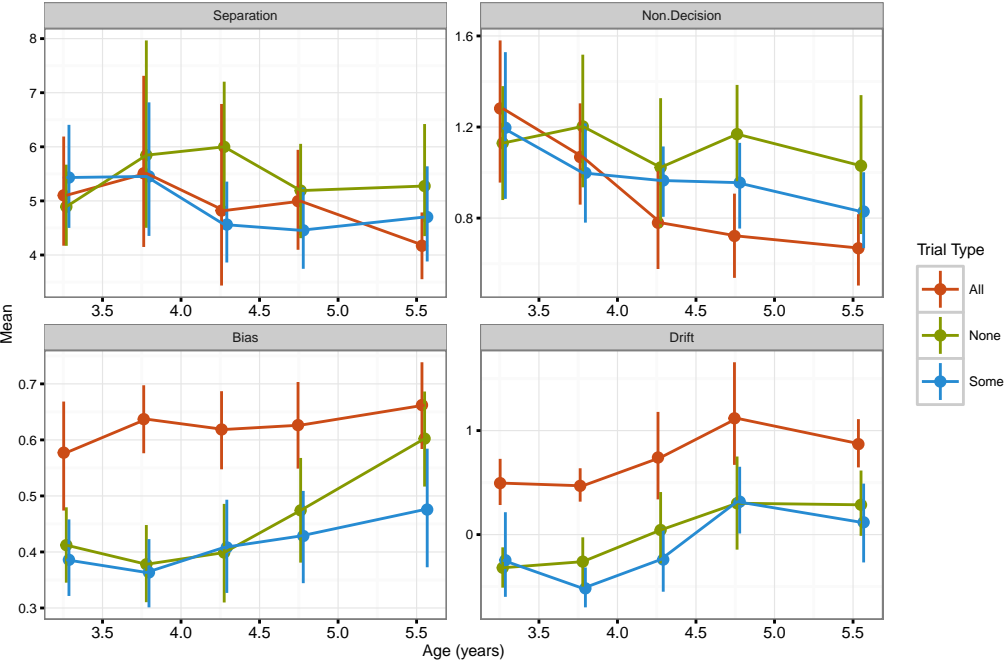 Separation
Non.Decision
8
7
6
5
4
1.6
1.2
0.8
3.5 4.0 4.5 5.0 5.5
3.5 4.0 4.5 5.0 5.5
Bias
Drift
0.7
0.6
0.5
0.4
0.3
1
0
3.5 4.0 4.5 5.0 5.5
3.5 4.0 4.5 5.0 5.5
Mean
Age (years)
Trial Type
All
None
Some